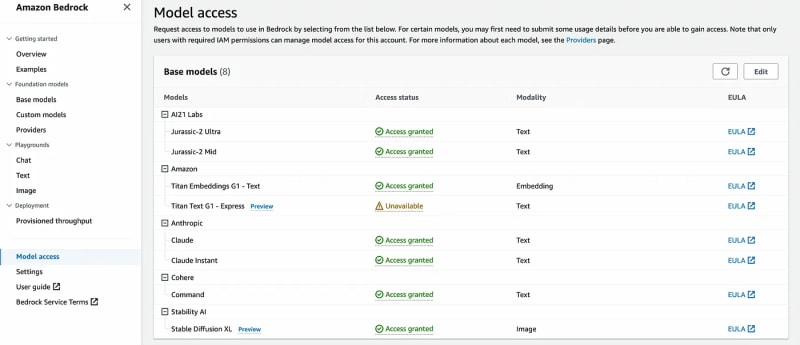 Amazon Bedrock
Getting started
Overview
Examples
Foundation models
Base models
Custom models
Providers
Playgrounds
Chat
Text
Image
Deployment
Provisioned throughput
Model access
Settings
User guide
Bedrock Service Terms
Model access
Request access to models to use in Bedrock by selecting from the list below. For certain models, you may first need to submit some usage details before you are able to gain access. Note that only
users with required IAM permissions can manage model access for this account. For more information about each model, see the Providers page.
Base models (8)
Edit
Models Access status Modality EULA
AI21 Labs
Jurassic-2 Ultra Access granted Text EULA
Jurassic-2 Mid Access granted Text EULA
Amazon
Titan Embeddings G1 - Text Access granted Embedding EULA
Titan Text G1 - Express Preview Unavailable Text EULA
Anthropic
Claude Access granted Text EULA
Claude Instant Access granted Text EULA
Cohere
Command Access granted Text EULA
Stability AI
Stable Diffusion XL Preview Access granted Image EULA